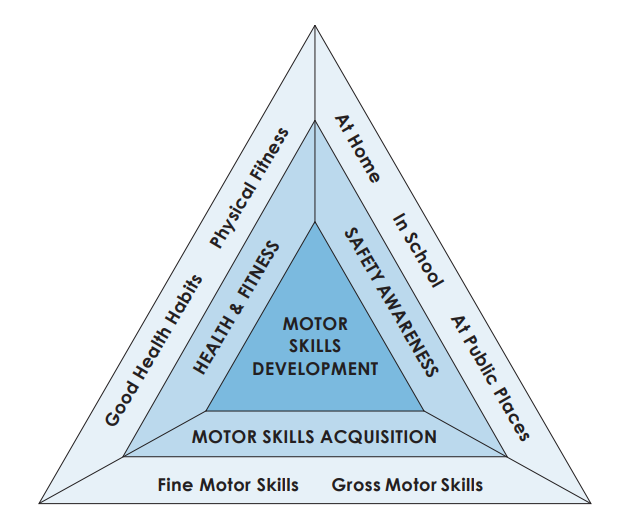 Physical Fitness
Good Health Habits
HEALTH & FITNESS
At Home
In School
At Public Places
SAFETY AWARENESS
MOTOR
SKILLS
DEVELOPMENT
MOTOR SKILLS ACQUISITION
Fine Motor Skills
Gross Motor Skills